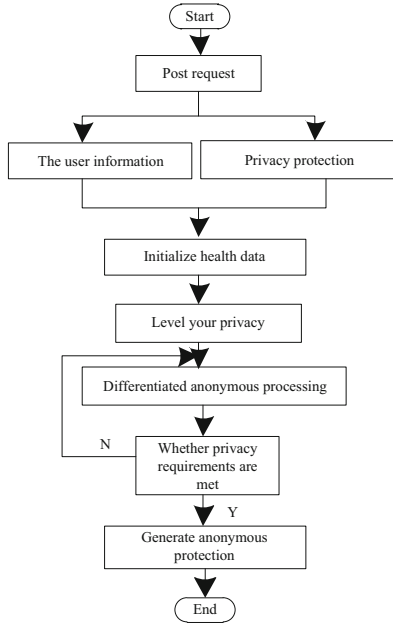 Start
Post request
The user information
Privacy protection
Initialize health data
Level your privacy
Differentiated anonymous processing
N
Whether privacy
requirements are
met
Y
Generate anonymous
protection
End